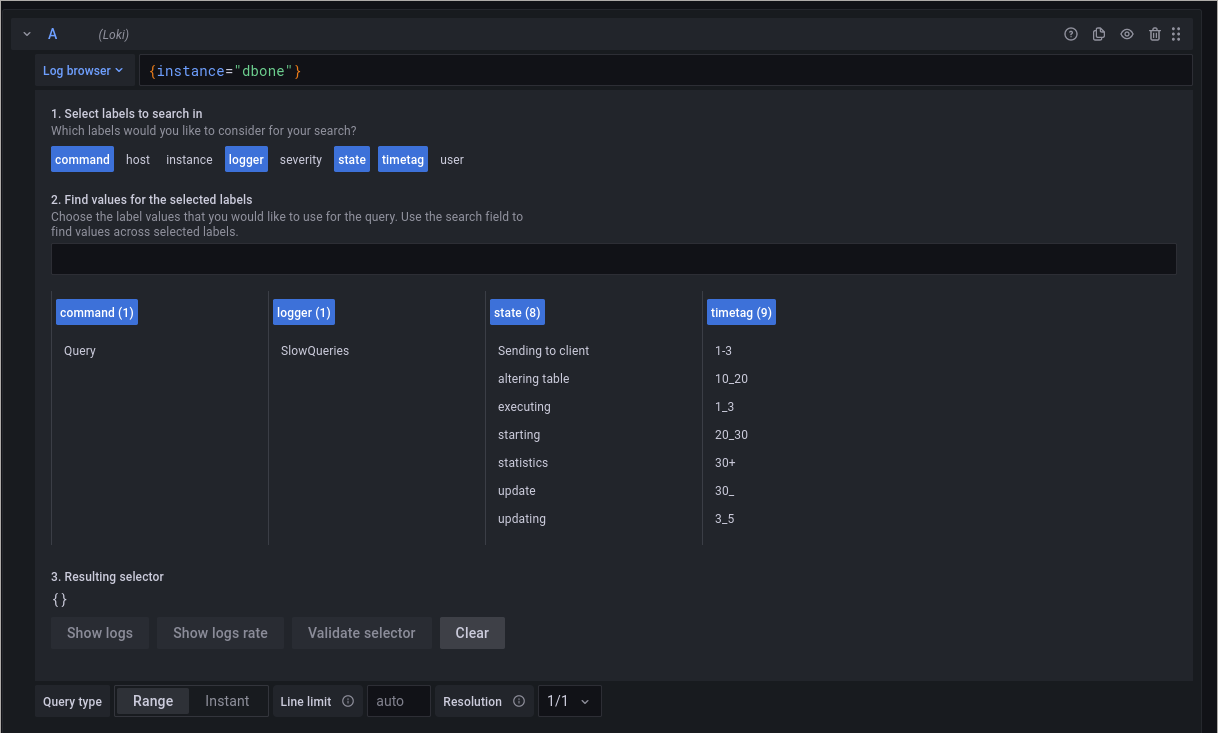 A (Loki)
Log browser {instance="dbone"}
1. Select labels to search in
Which labels would you like to consider for your search?
command host instance logger severity state timetag user
2. Find values for the selected labels
Choose the label values that you would like to use for the query. Use the search field to
find values across selected labels.
command (1) logger (1) state (8) timetag (9)
Query SlowQueries Sending to client 1-3
altering table 10_20
executing 1_3
starting 20_30
statistics 30+
update 30_
updating 3_5
3. Resulting selector
{}
Show logs Show logs rate Validate selector Clear
Query type Range Instant Line limit auto Resolution 1/1